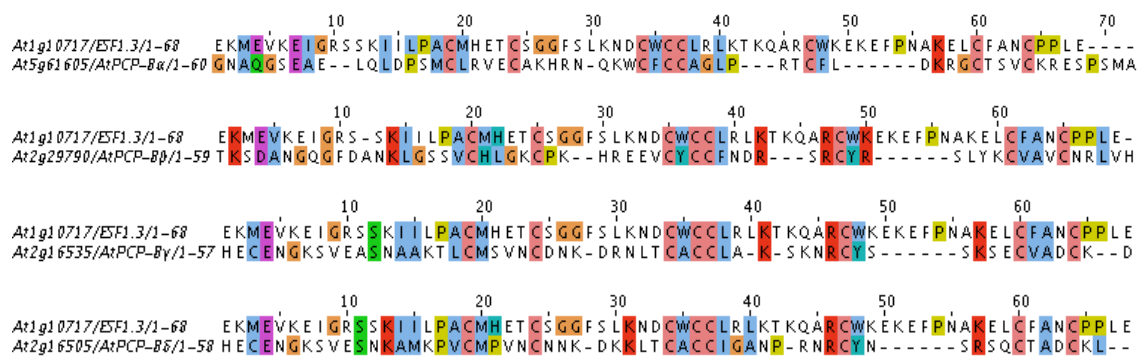 10 20 30 40 50 60 70
At1g10717/ESF1.3/1–68 EKMEVKEIGRSSKIILPACMHETCSGGFSLKNDCWCCLRLKTKQARCWKEKEFPNAKELCFANCPPLE----
At5g61605/AtPCP–Bα/1–60 GNAQGSEAE--LQLDPSMCLRVECAKHRN-QKWCFCCAGLP---RTCFL------DKRGCTSVCKRESPSMA
10 20 30 40 50 60
At1g10717/ESF1.3/1–68 EKMEVKEIGRS-SKIILPACMHETCSGGFSLKNDCWCCLRLKTKQARCWKEKEFPNAKELCFANCPPLE-
At2g29790/AtPCP–Bβ/1–59 TKSDANGQGFDANKLGSSVCHLGKCPK--HREEVCYCCFNDR---SRCYR------SLYKCVAVCNRLVH
10 20 30 40 50 60
At1g10717/ESF1.3/1–68 EKMEVKEIGRSSKIILPACMHETCSGGFSLKNDCWCCLRLKTKQARCWKEKEFPNAKELCFANCPPLE
At2g16535/AtPCP–Bγ/1–57 HECENGKSVEASNAAKTLCMSVNCDNK-DRNLTCACCLA-K-SKNRCYS-------KSECVADCK--D
10 20 30 40 50 60
At1g10717/ESF1.3/1–68 EKMEVKEIGRSSKIILPACMHETCSGGFSLKNDCWCCLRLKTKQARCWKEKEFPNAKELCFANCPPLE
At2g16505/AtPCP–Bδ/1–58 HECENGKSVESNKAMKPVCMPVNCNNK-DKKLTCACCIGANP-RNRCYN------SRSQCTADCKL--